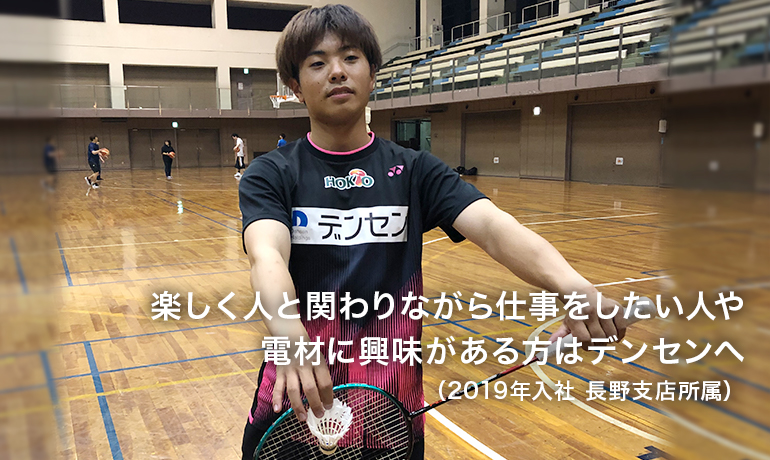 HOKTO
デンセン
楽しく人と関わりながら仕事をしたい人や
電材に興味がある方はデンセンへ
（2019年入社 長野支店所属）